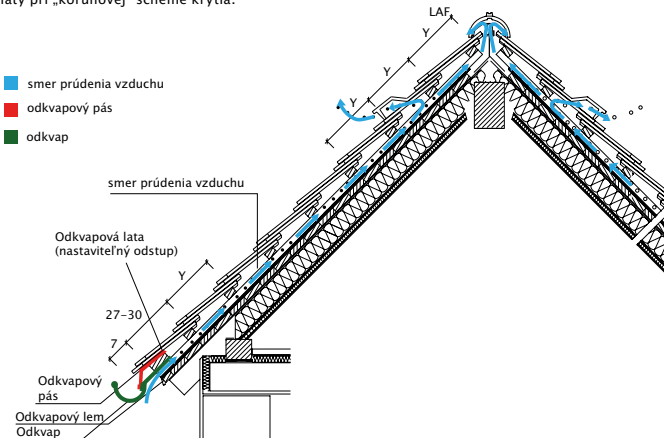 laty pri „korunovej“ schéme krytia.
LAF
Y
Y
Y
smer prúdenia vzduchu
odkvapový pás
odkvap
smer prúdenia vzduchu
Odkvapová lata
(nastaviteľný odstup)
Y
27–30
7
Odkvapový
pás
Odkvapový lem
Odkvap